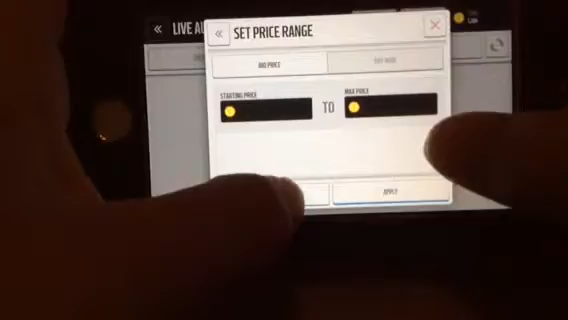 LIVE AU
SET PRICE RANGE
BID PRICE
BUY NOW
STARTING PRICE
TO
MAX PRICE
APPLY